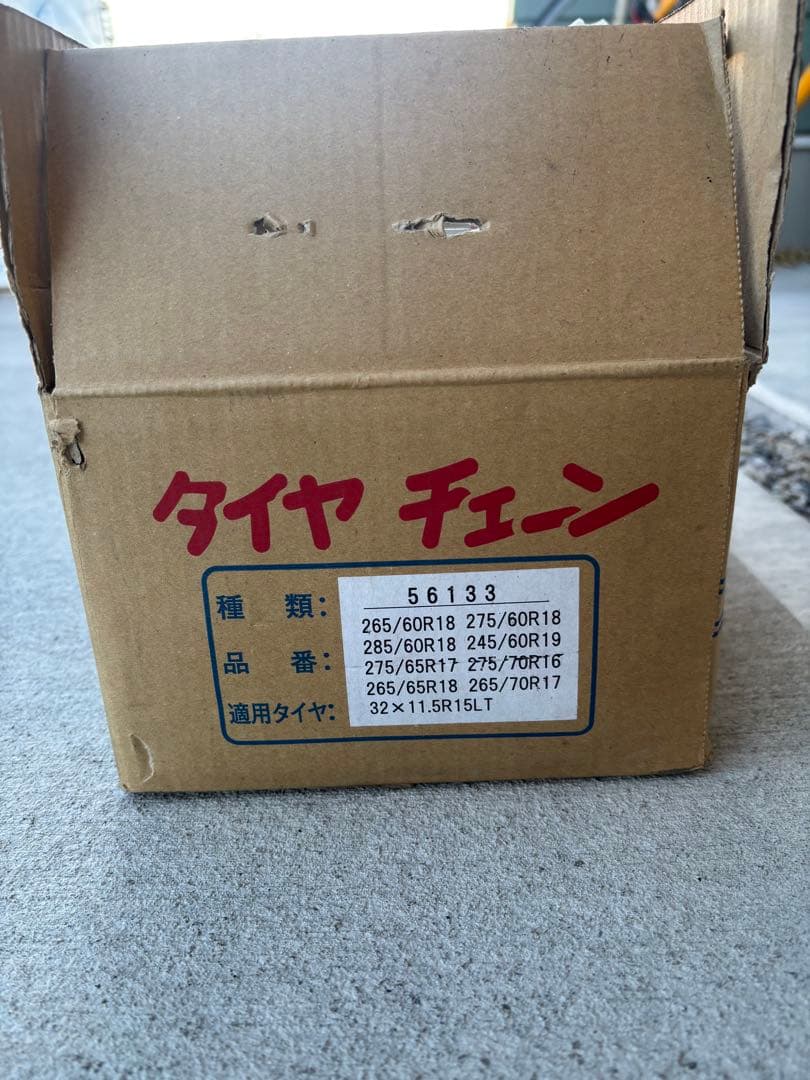 タイヤ チェーン
種 類:
品 番:
適用タイヤ:
56133
265/60R18 275/60R18
285/60R18 245/60R19
275/65R17 275/70R16
265/65R18 265/70R17
32×11.5R15LT